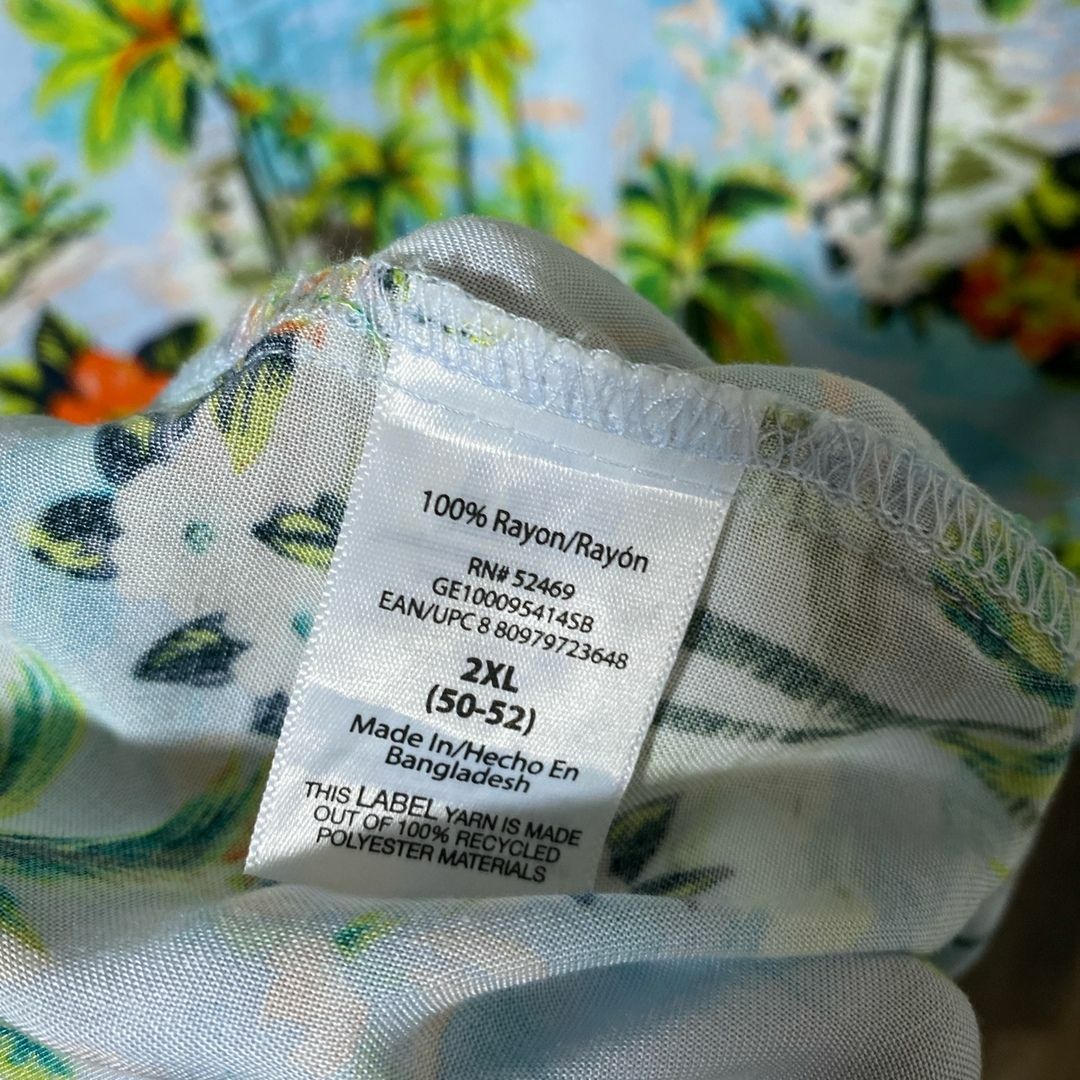 100% Rayon/Rayón
RN# 52469
GE100095414SB
EAN/UPC 8 80979723648
2XL
(50-52)
Made In/Hecho En
Bangladesh
THIS LABEL YARN IS MADE
OUT OF 100% RECYCLED
POLYESTER MATERIALS